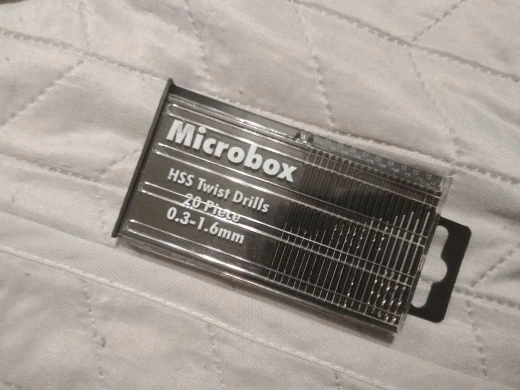 Microbox
HSS Twist Drills
20 Piece
0.3-1.6mm